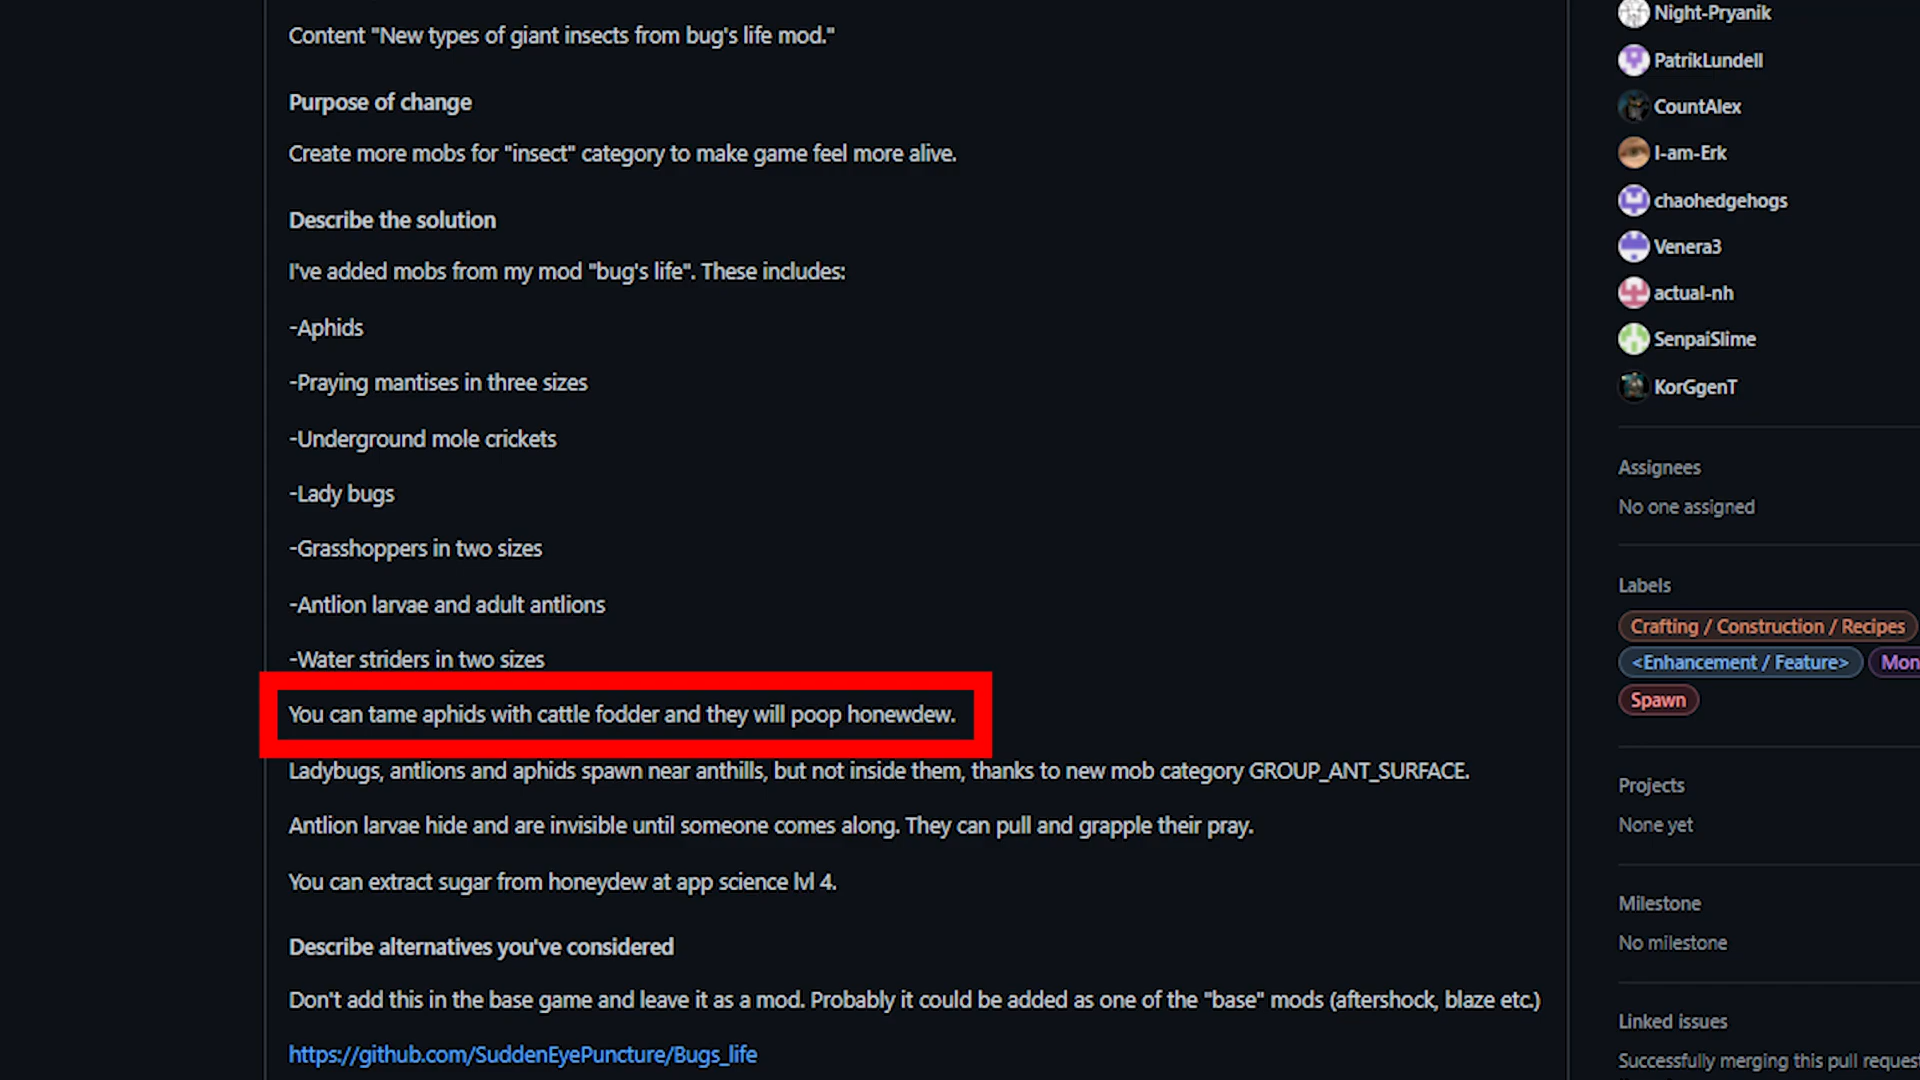 Content "New types of giant insects from bug's life mod."
Purpose of change
Create more mobs for "insect" category to make game feel more alive.
Describe the solution
I've added mobs from my mod "bug's life". These includes:
-Aphids
-Praying mantises in three sizes
-Underground mole crickets
-Lady bugs
-Grasshoppers in two sizes
-Antlion larvae and adult antlions
-Water striders in two sizes
You can tame aphids with cattle fodder and they will poop honewdew.
Ladybugs, antlions and aphids spawn near anthills, but not inside them, thanks to new mob category GROUP_ANT_SURFACE.
Antlion larvae hide and are invisible until someone comes along. They can pull and grapple their pray.
You can extract sugar from honeydew at app science lvl 4.
Describe alternatives you've considered
Don't add this in the base game and leave it as a mod. Probably it could be added as one of the "base" mods (aftershock, blaze etc.)
https://github.com/SuddenEyePuncture/Bugs_life
Night-Pryanik
PatrikLundell
CountAlex
I-am-Erk
chaohedgehogs
Venera3
actual-nh
SenpaiSlime
KorGgenT
Assignees
No one assigned
Labels
Crafting / Construction / Recipes
<Enhancement / Feature> Mon
Spawn
Projects
None yet
Milestone
No milestone
Linked issues
Successfully merging this pull request